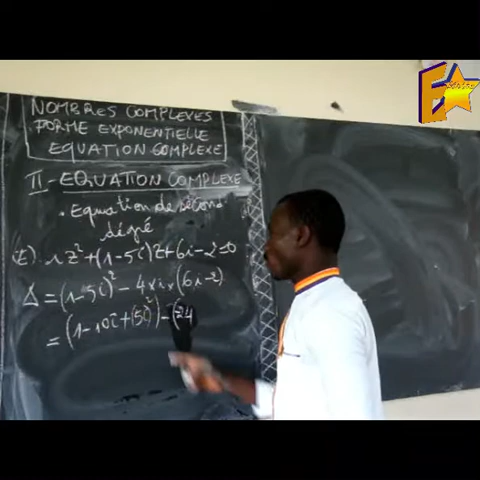 NOMBRES COMPLEXES
FORME EXPONENTIELLE
EQUATION COMPLEXE
II - EQUATION COMPLEXE
• Equation de second
degré
E) iz² + (1-5i)z + 6i - 2 = 0
Δ = (1-5i)² - 4×i×(6i-2)
= (1-10i+(5i)²) - (-24